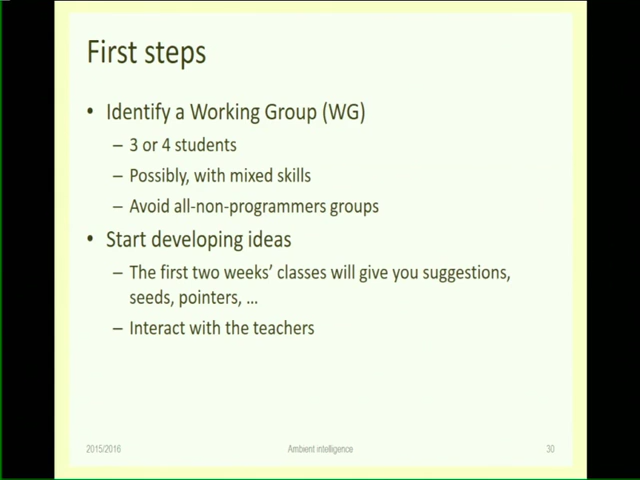 First steps
• Identify a Working Group (WG)
– 3 or 4 students
– Possibly, with mixed skills
– Avoid all-non-programmers groups
• Start developing ideas
– The first two weeks’ classes will give you suggestions,
seeds, pointers, …
– Interact with the teachers
2015/2016
Ambient intelligence
30